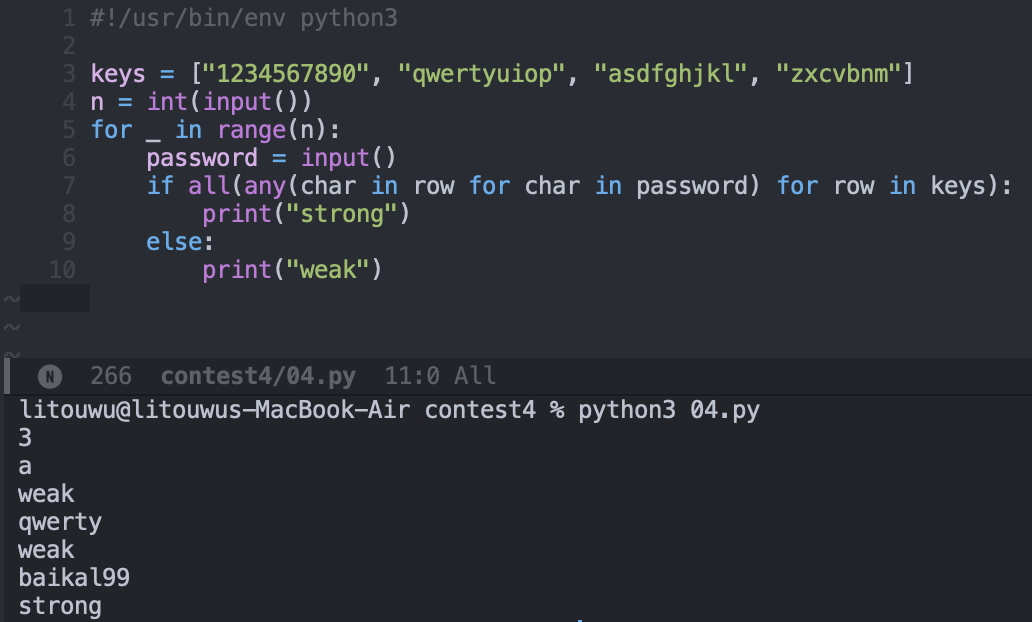 1 #!/usr/bin/env python3
2
3 keys = ["1234567890", "qwertyuiop", "asdfghjkl", "zxcvbnm"]
4 n = int(input())
5 for _ in range(n):
6     password = input()
7     if all(any(char in row for char in password) for row in keys):
8         print("strong")
9     else:
10         print("weak")
~
~
~
N 266 contest4/04.py 11:0 All
litouwu@litouwus-MacBook-Air contest4 % python3 04.py
3
a
weak
qwerty
weak
baikal99
strong